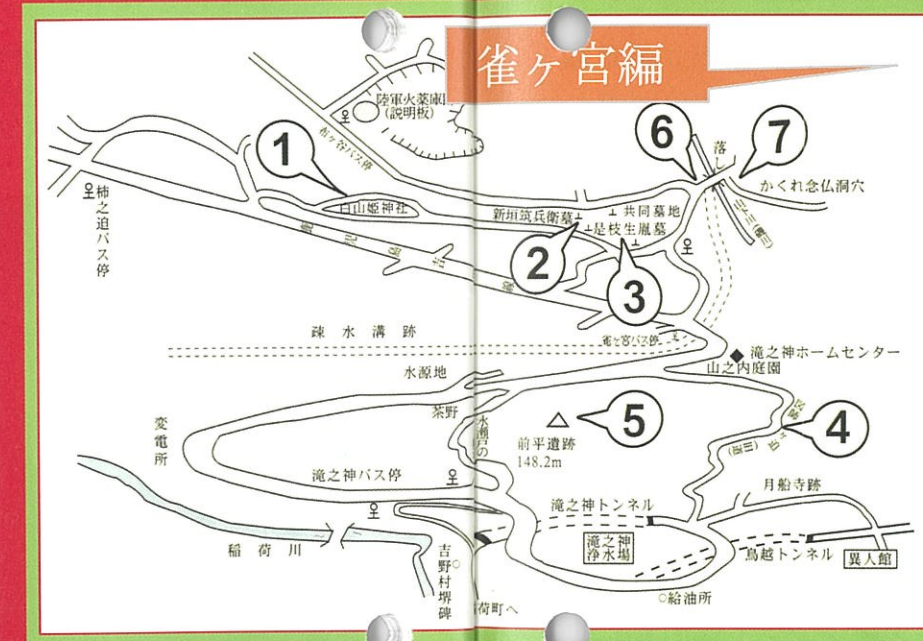 雀ヶ宮編
陸軍火薬庫
(説明板)
バス停
1
白山姫神社
柿之迫バス停
6
7
落し
かくれ念仏洞穴
新垣筑兵衛墓
共同墓地
是枝生胤墓
2
3
疎水溝跡
雀ヶ宮バス停
滝之神ホームセンター
山之内庭園
水源地
茶野
変電所
5
4
前平遺跡
148.2m
滝之神バス停
月船寺跡
滝之神トンネル
滝之神
浄水場
鳥越トンネル
異人館
稲荷川
吉野村堺碑
荷町へ
給油所